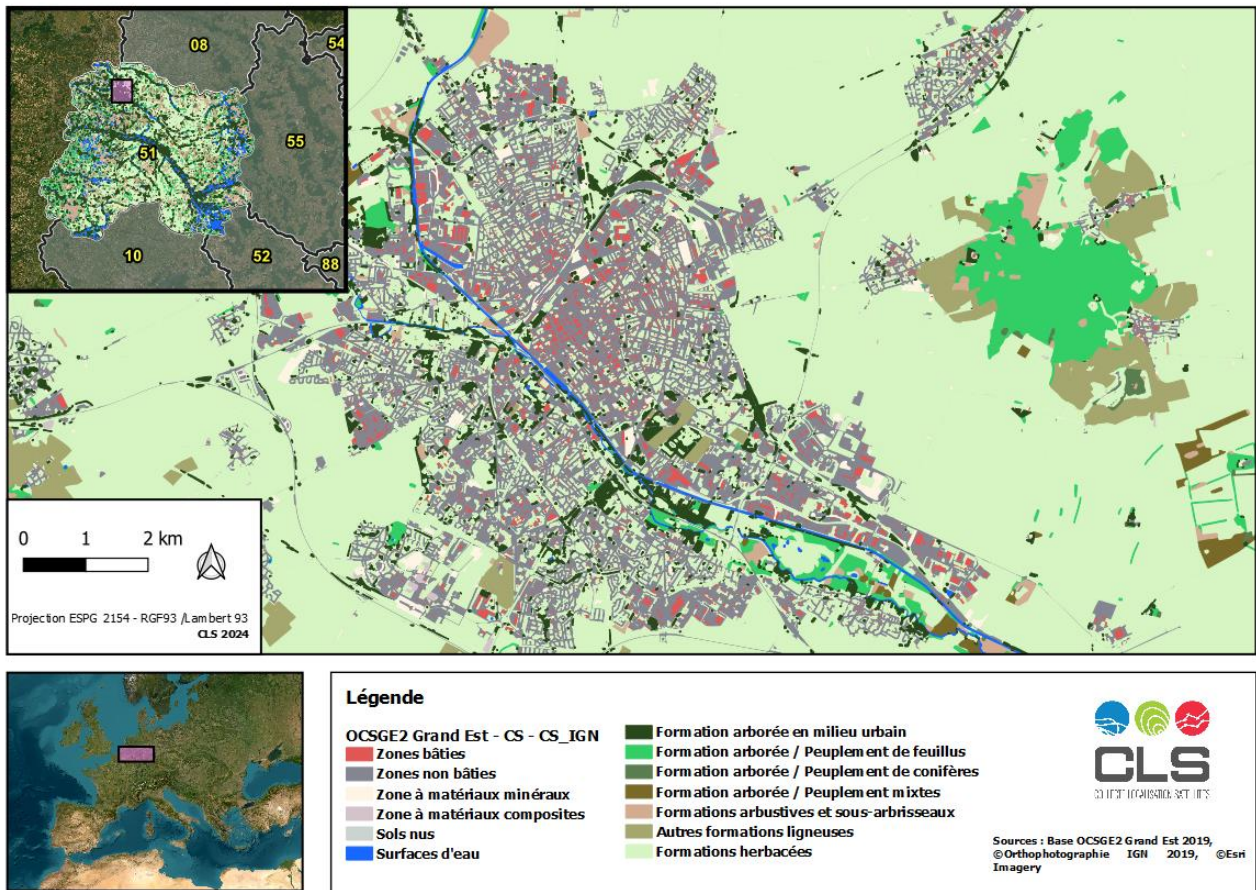 08
54
55
51
10
52
88
0 1 2 km
Projection ESPG 2154 - RGF93 /Lambert 93
CLS 2024
Légende
OCSGE2 Grand Est - CS - CS_IGN
Zones bâties
Zones non bâties
Zone à matériaux minéraux
Zone à matériaux composites
Sols nus
Surfaces d'eau
Formation arborée en milieu urbain
Formation arborée / Peuplement de feuillus
Formation arborée / Peuplement de conifères
Formation arborée / Peuplement mixtes
Formations arbustives et sous-arbrisseaux
Autres formations ligneuses
Formations herbacées
CLS
COLLECTE LOCALISATION SATELLITES
Sources : Base OCSGE2 Grand Est 2019,
©Orthophotographie IGN 2019, ©Esri
Imagery